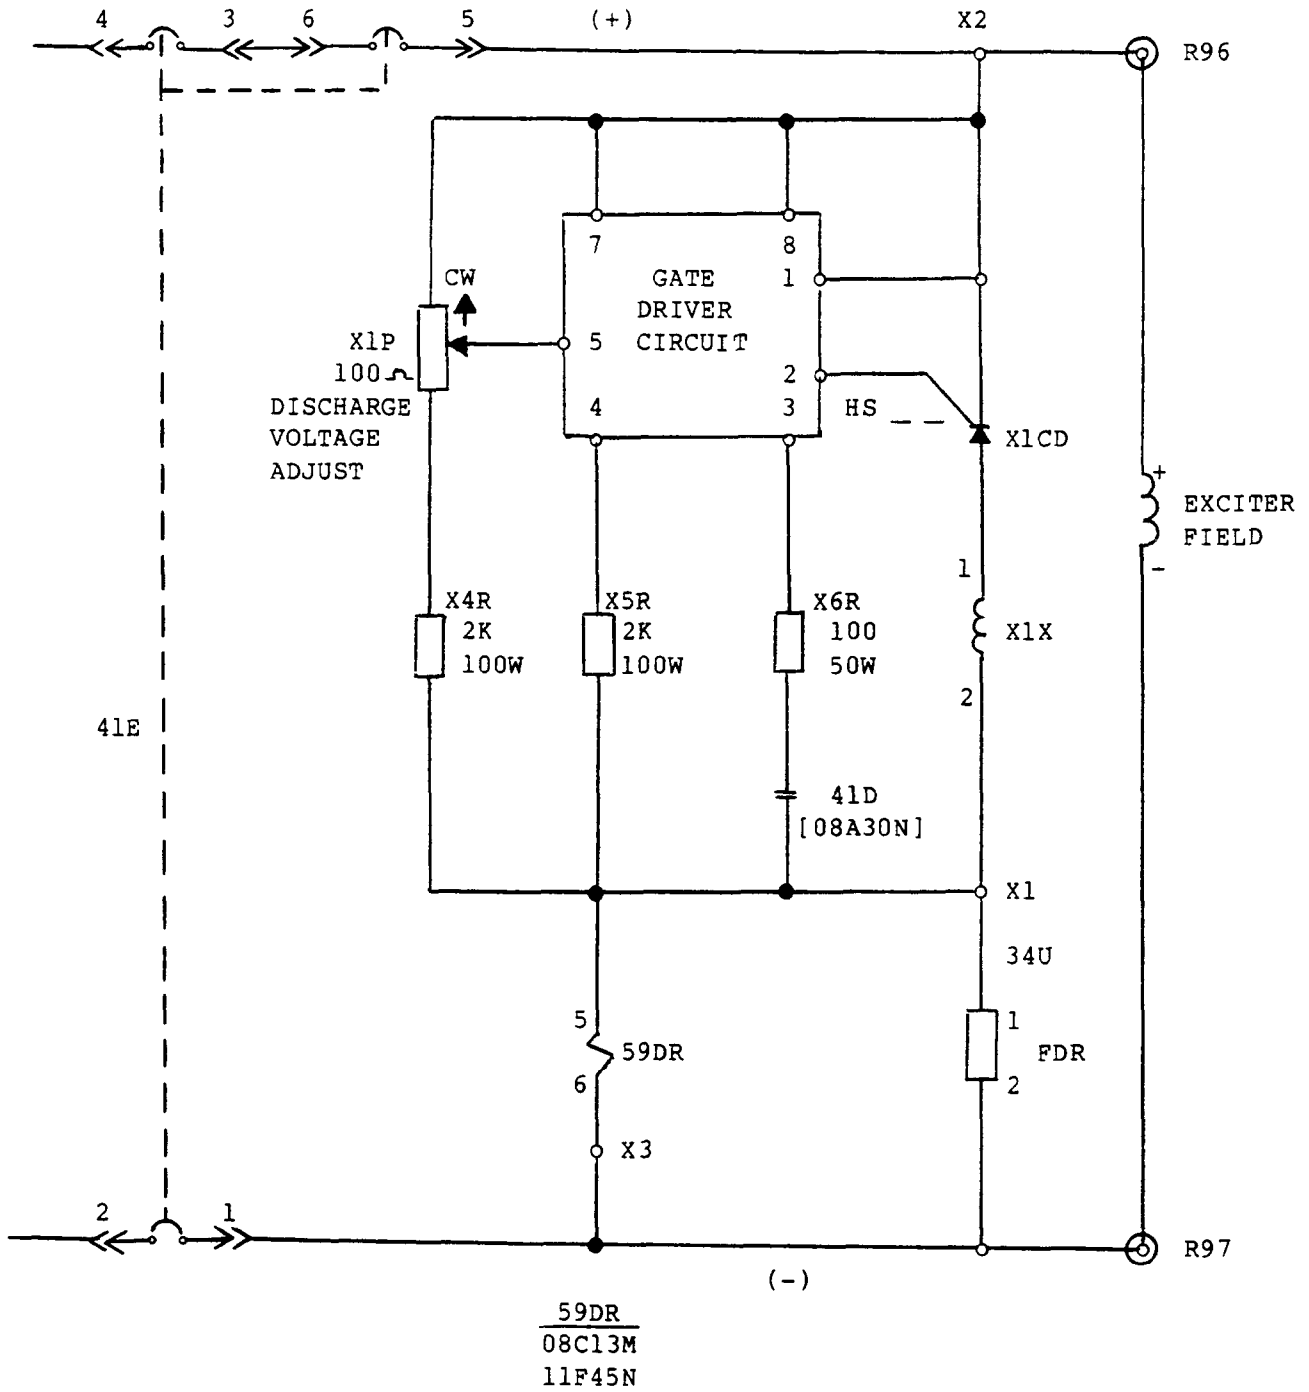 4 3 6 5 (+) X2
R96
7 8
CW GATE 1
DRIVER
X1P 5 CIRCUIT
100
2
DISCHARGE 4 3 HS
VOLTAGE X1CD
ADJUST
+
EXCITER
FIELD
1 -
X4R X5R X6R
2K 2K 100 X1X
100W 100W 50W
2
41E
41D
[08A30N]
X1
34U
5 1
59DR FDR
6 2
X3
2 1
R97
(-)
59DR
08C13M
11F45N